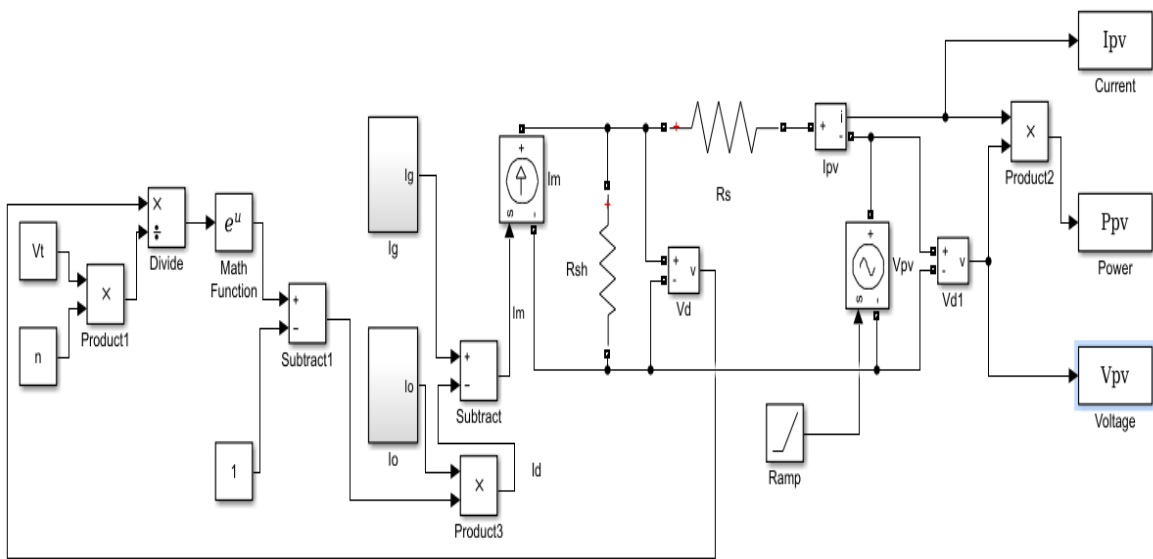 Ipv
Current
+
i
-
Ipv
×
Product2
Ppv
Power
Vpv
Voltage
+
-
v
Vd1
+
s
-
Vpv
Ramp
+
Rs
+
s
-
Im
+
Rsh
+
-
v
Vd
Ig
Ig
Im
+
−
Subtract
Io
Io
Id
×
Product3
×
÷
Divide
eᵘ
Math
Function
+
−
Subtract1
Vt
n
×
Product1
1